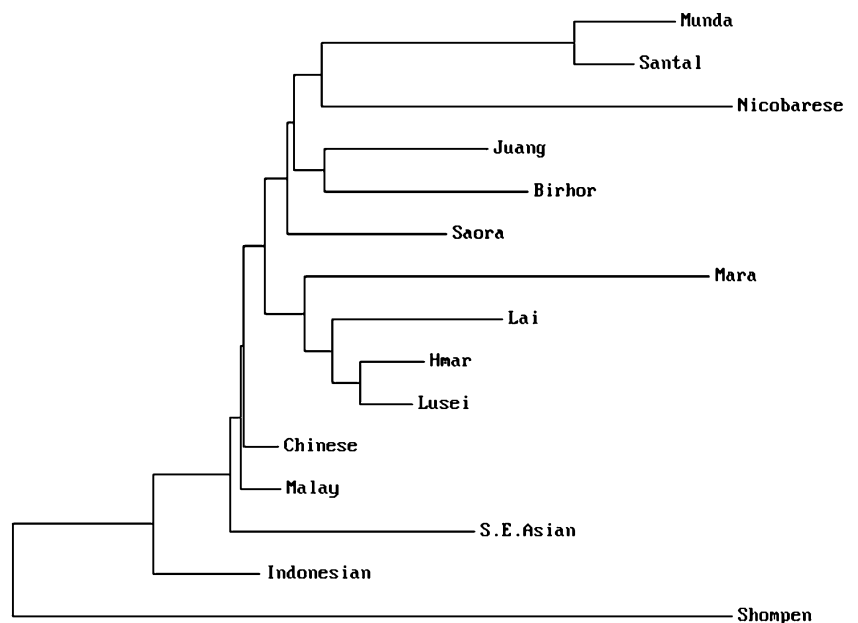 Munda
Santal
Nicobarese
Juang
Birhor
Saora
Mara
Lai
Hmar
Lusei
Chinese
Malay
S.E.Asian
Indonesian
Shompen